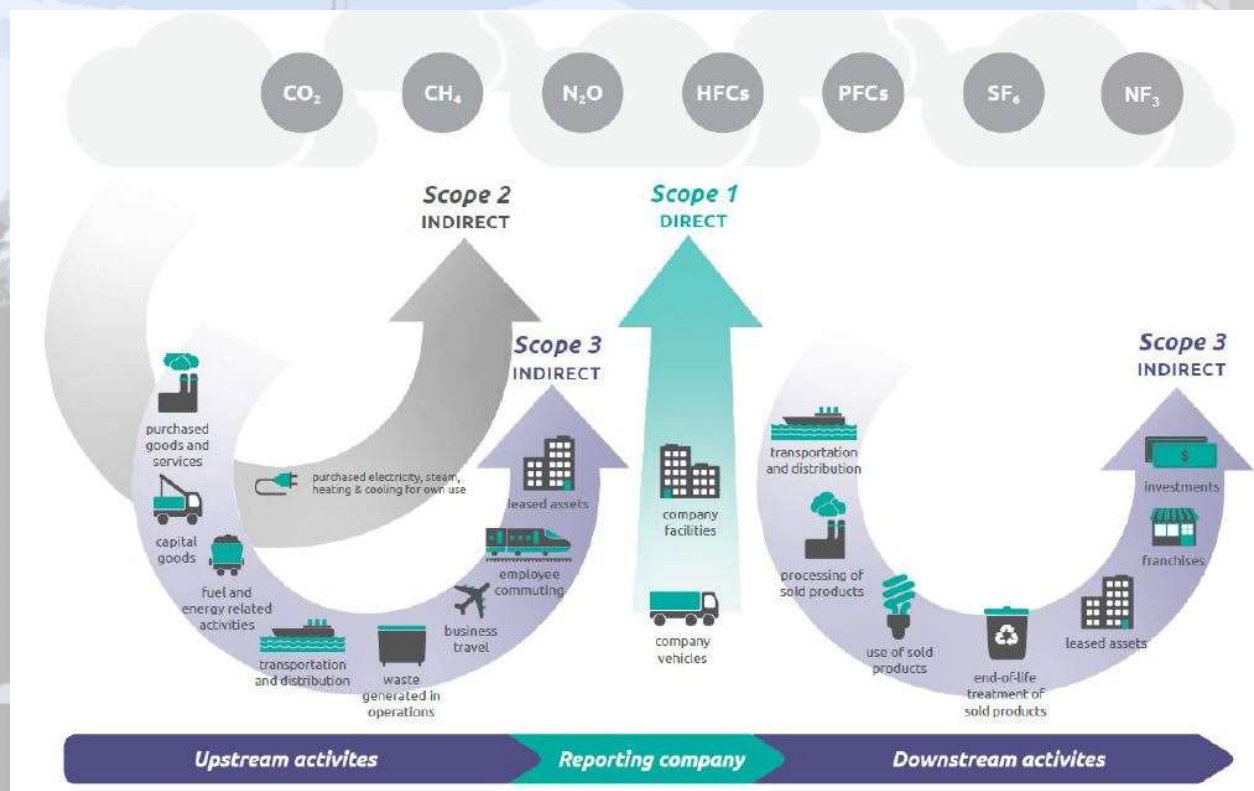 CO₂
CH₄
N₂O
HFCs
PFCs
SF₆
NF₃
Scope 2
INDIRECT
Scope 1
DIRECT
Scope 3
INDIRECT
Scope 3
INDIRECT
purchased
goods and
services
capital
goods
fuel and
energy related
activities
transportation
and distribution
waste
generated in
operations
business
travel
employee
commuting
leased assets
purchased electricity, steam,
heating & cooling for own use
company
facilities
company
vehicles
transportation
and distribution
processing of
sold products
use of sold
products
end-of-life
treatment of
sold products
leased assets
franchises
$
investments
Upstream activites
Reporting company
Downstream activites